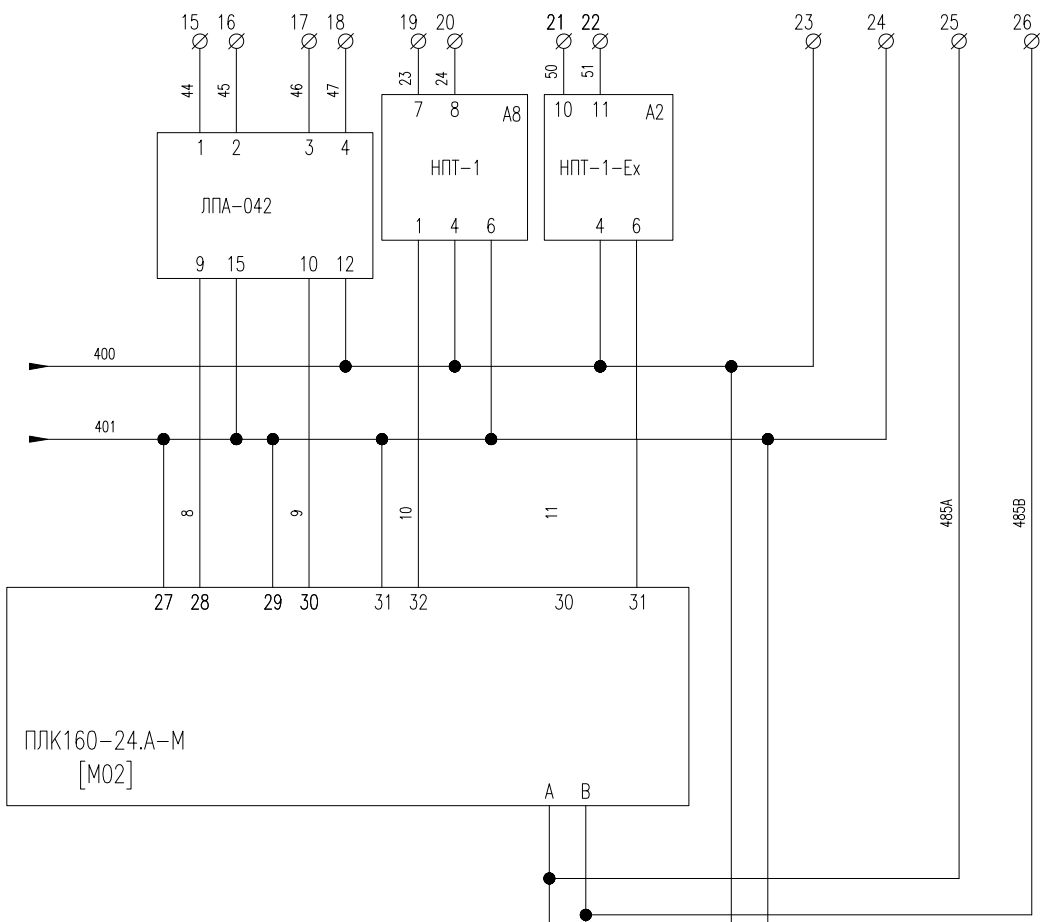 15 16 17 18 19 20 21 22 23 24 25 26
44 45 46 47 23 24 50 51
7 8 A8 10 11 A2
1 2 3 4
НПТ-1 НПТ-1-Ex
ЛПА-042
1 4 6 4 6
9 15 10 12
400
401
8 9 10 11 485A 485B
27 28 29 30 31 32 30 31
ПЛК160-24.А-М
[M02]
A B